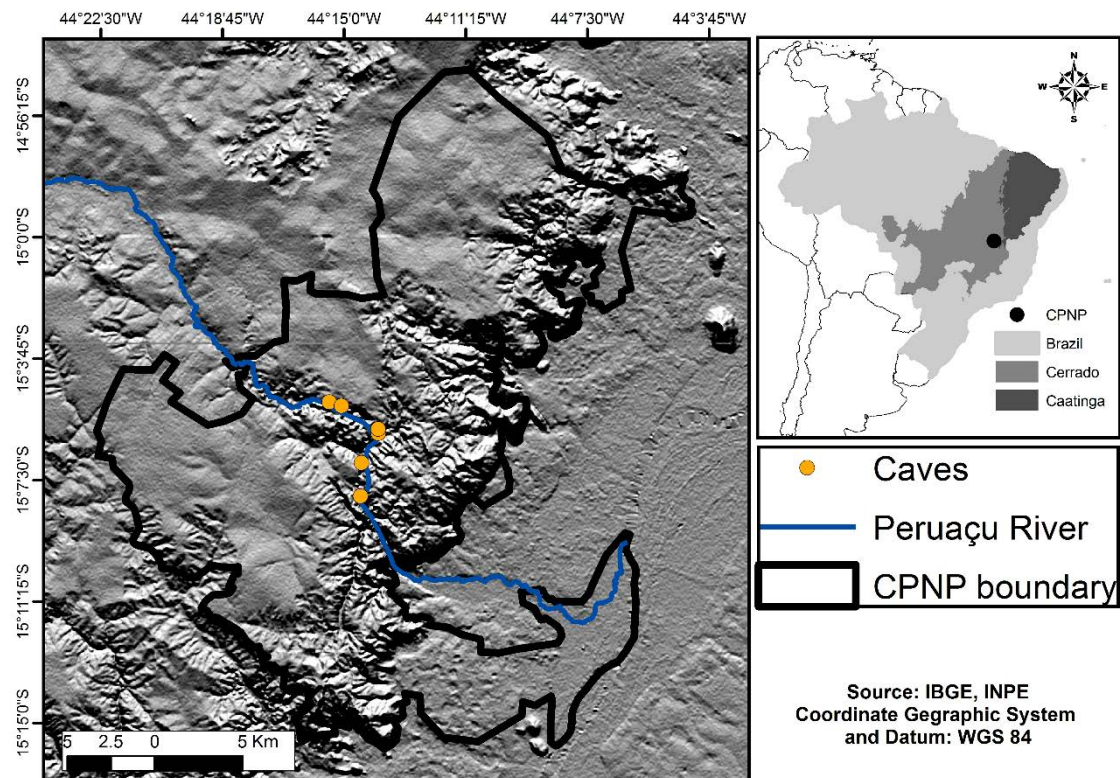 44°22'30"W 44°18'45"W 44°15'0"W 44°11'15"W 44°7'30"W 44°3'45"W
14°56'15"S
15°0'0"S
15°3'45"S
15°7'30"S
15°11'15"S
15°15'0"S
5 2.5 0 5 Km
N
W E
S
CPNP
Brazil
Cerrado
Caatinga
Caves
Peruaçu River
CPNP boundary
Source: IBGE, INPE
Coordinate Gegraphic System
and Datum: WGS 84